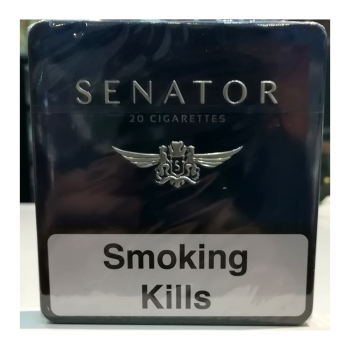 SENATOR
20 CIGARETTES
S
Smoking
Kills